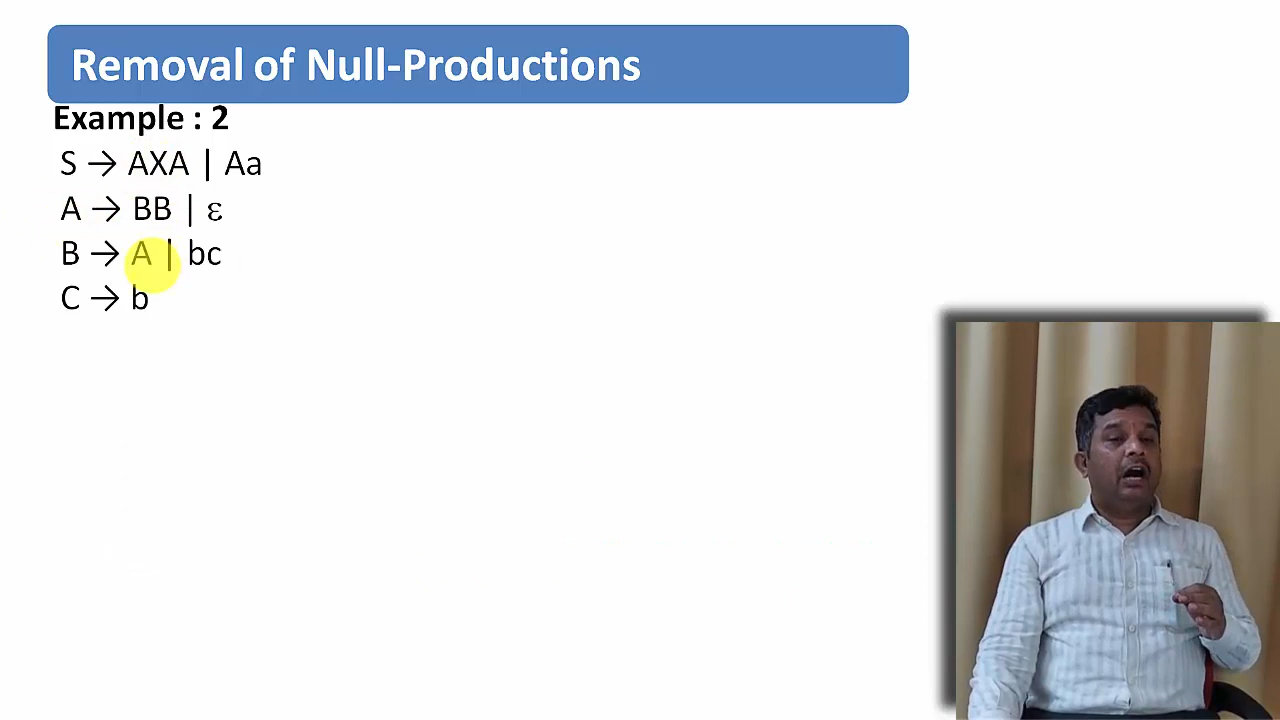 Removal of Null-Productions
Example : 2
S → AXA | Aa
A → BB | ε
B → A | bc
C → b